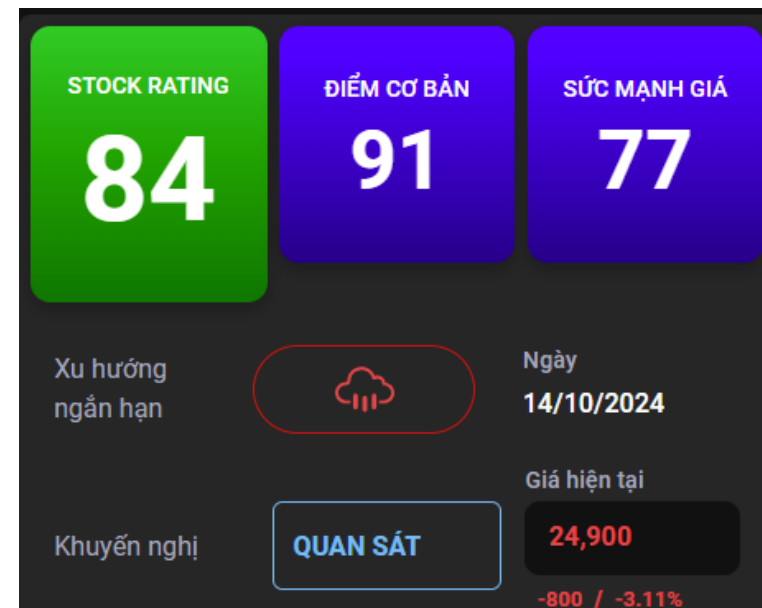 STOCK RATING
84
ĐIỂM CƠ BẢN
91
SỨC MẠNH GIÁ
77
Xu hướng
ngắn hạn
Ngày
14/10/2024
Khuyến nghị
QUAN SÁT
Giá hiện tại
24,900
-800 / -3.11%